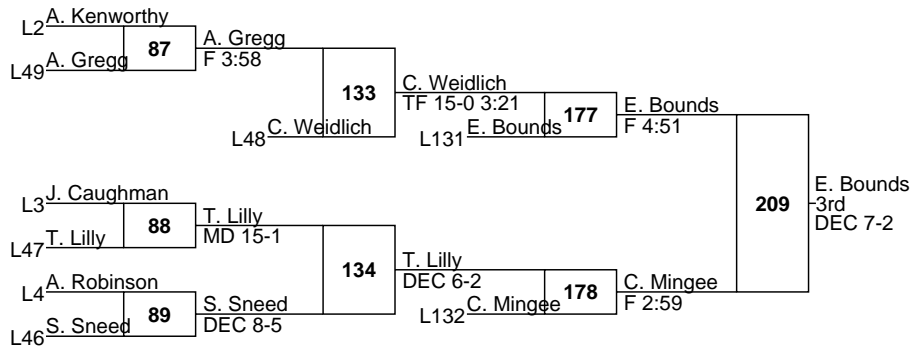 A. Kenworthy
L2
87
A. Gregg
F 3:58
L49
A. Gregg
133
C. Weidlich
TF 15-0 3:21
L48
C. Weidlich
177
E. Bounds
F 4:51
L131
E. Bounds
J. Caughman
L3
88
T. Lilly
MD 15-1
L47
T. Lilly
134
T. Lilly
DEC 6-2
A. Robinson
L4
89
S. Sneed
DEC 8-5
L46
S. Sneed
178
C. Mingee
F 2:59
L132
C. Mingee
209
E. Bounds
3rd
DEC 7-2